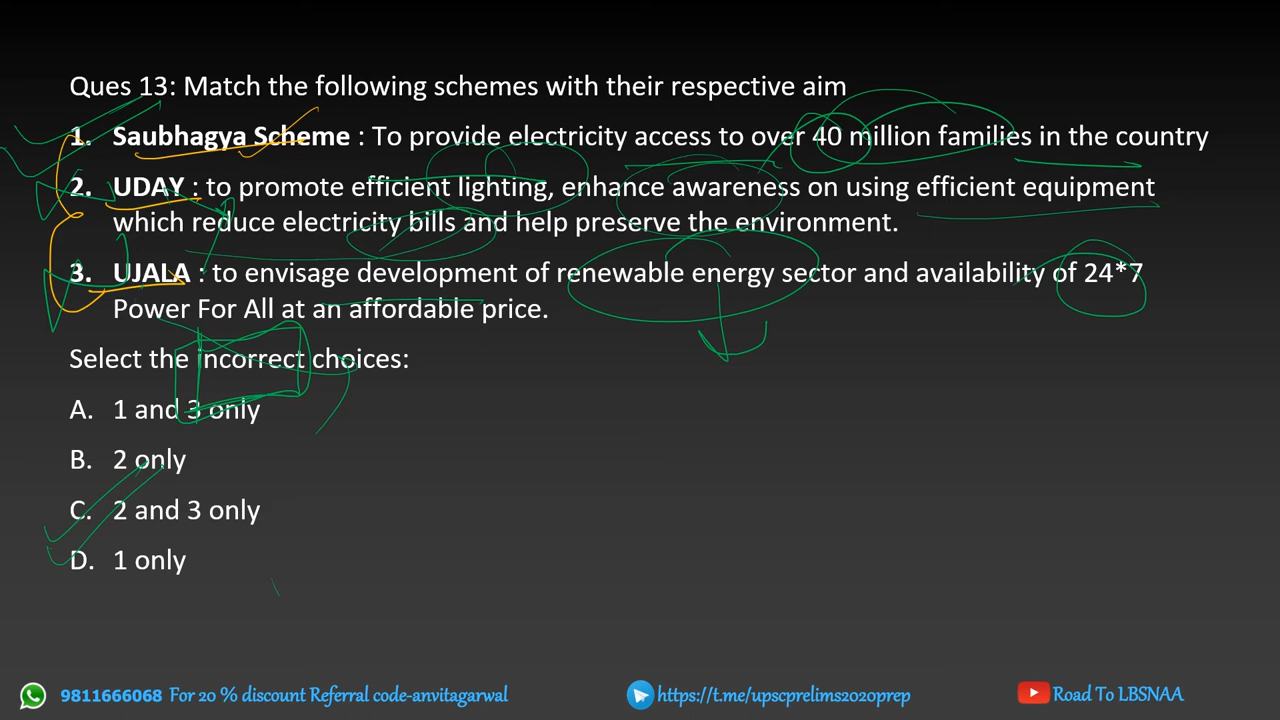 Ques 13: Match the following schemes with their respective aim
1. Saubhagya Scheme : To provide electricity access to over 40 million families in the country
2. UDAY : to promote efficient lighting, enhance awareness on using efficient equipment
which reduce electricity bills and help preserve the environment.
3. UJALA : to envisage development of renewable energy sector and availability of 24*7
Power For All at an affordable price.
Select the incorrect choices:
A. 1 and 3 only
B. 2 only
C. 2 and 3 only
D. 1 only
9811666068 For 20 % discount Referral code-anvitagarwal
https://t.me/upscprelims2020prep
Road To LBSNAA